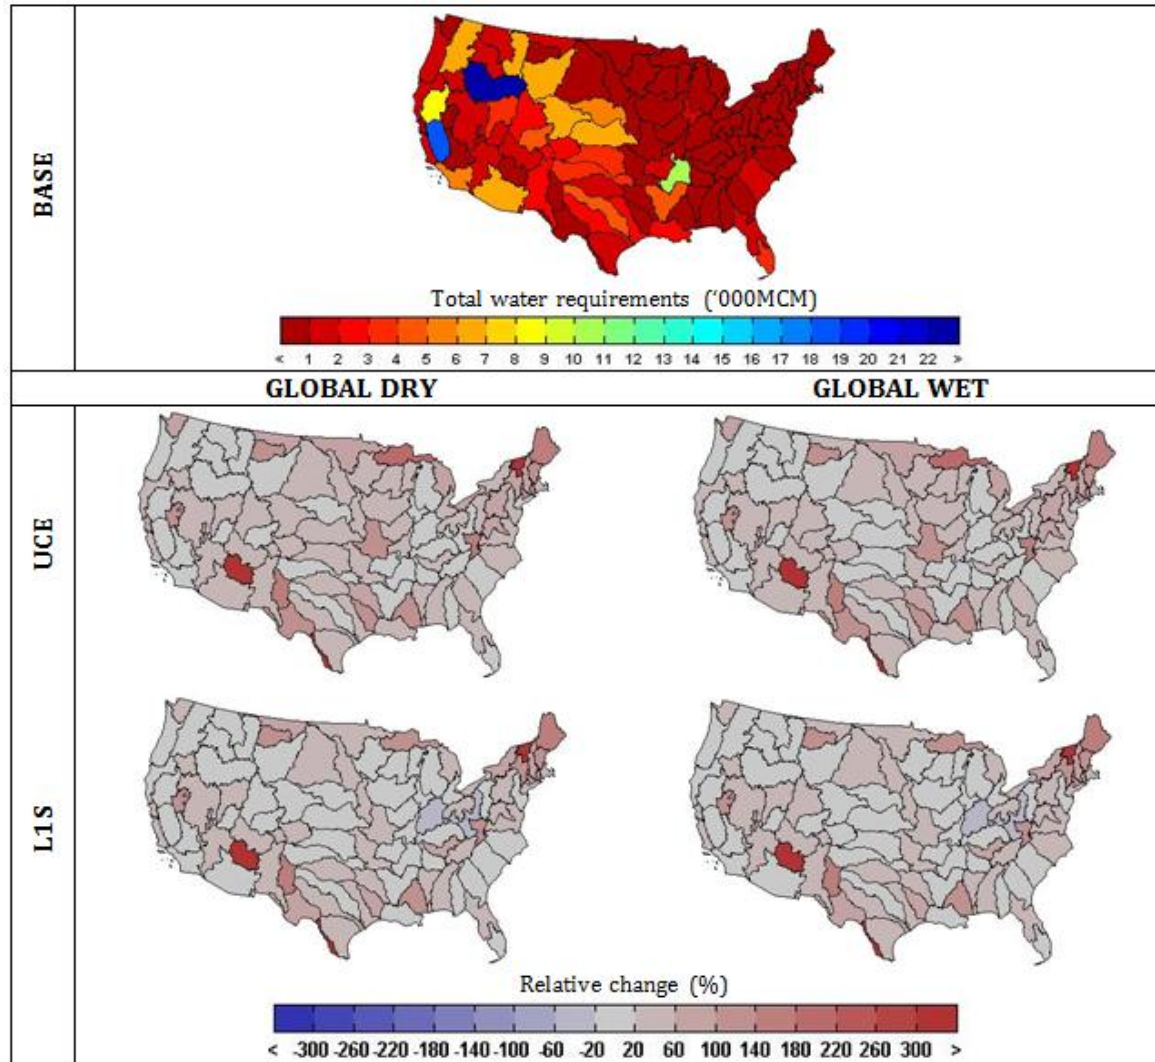 BASE
Total water requirements ('000MCM)
< 1 2 3 4 5 6 7 8 9 10 11 12 13 14 15 16 17 18 19 20 21 22 >
GLOBAL DRY GLOBAL WET
UCE
L1S
Relative change (%)
< -300 -260 -220 -180 -140 -100 -60 -20 20 60 100 140 180 220 260 300 >